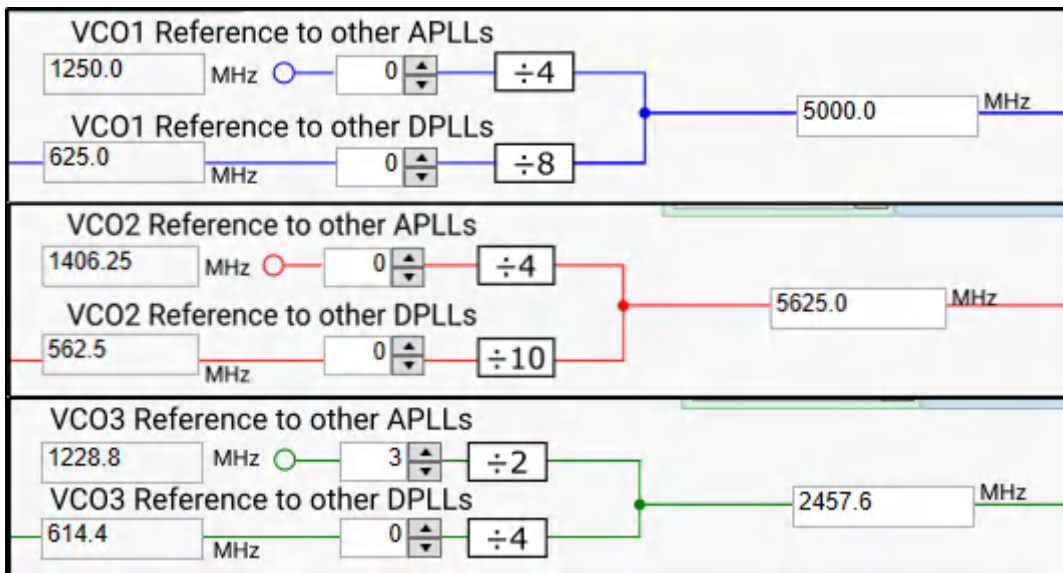 VCO1 Reference to other APLLs
1250.0 MHz 0 ÷4
5000.0 MHz
VCO1 Reference to other DPLLs
625.0 MHz 0 ÷8
VCO2 Reference to other APLLs
1406.25 MHz 0 ÷4
5625.0 MHz
VCO2 Reference to other DPLLs
562.5 MHz 0 ÷10
VCO3 Reference to other APLLs
1228.8 MHz 3 ÷2
2457.6 MHz
VCO3 Reference to other DPLLs
614.4 MHz 0 ÷4